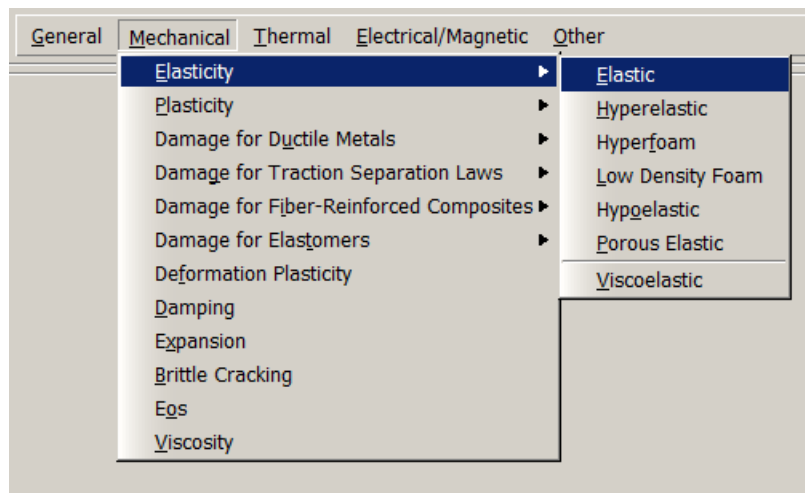 General Mechanical Thermal Electrical/Magnetic Other
Elasticity
Plasticity
Damage for Ductile Metals
Damage for Traction Separation Laws
Damage for Fiber-Reinforced Composites
Damage for Elastomers
Deformation Plasticity
Damping
Expansion
Brittle Cracking
Eos
Viscosity
Elastic
Hyperelastic
Hyperfoam
Low Density Foam
Hypoelastic
Porous Elastic
Viscoelastic